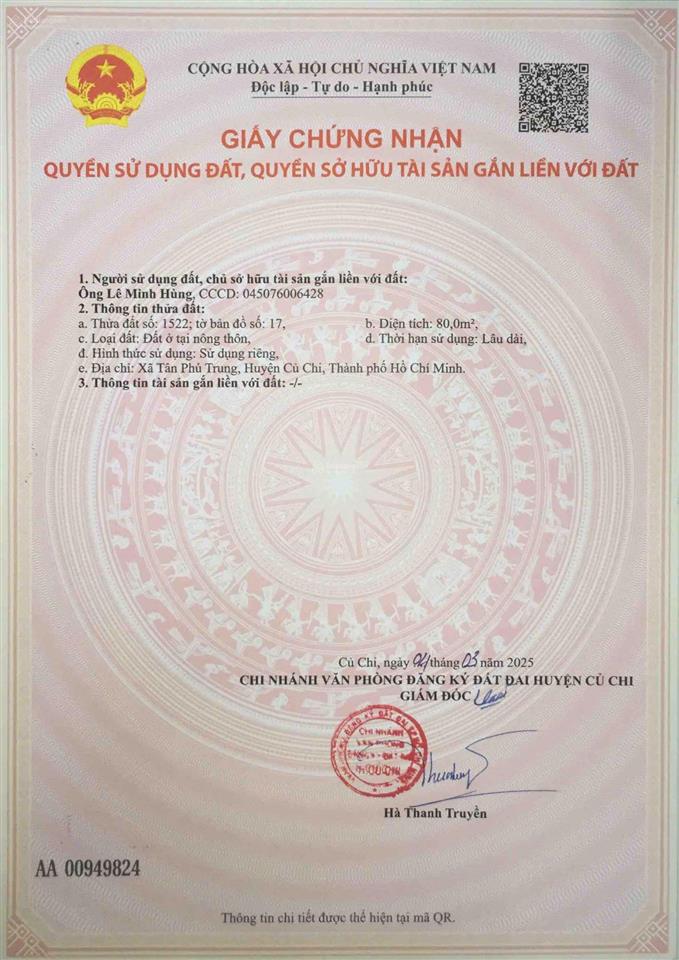 CỘNG HÒA XÃ HỘI CHỦ NGHĨA VIỆT NAM
Độc lập - Tự do - Hạnh phúc
GIẤY CHỨNG NHẬN
QUYỀN SỬ DỤNG ĐẤT, QUYỀN SỞ HỮU TÀI SẢN GẮN LIỀN VỚI ĐẤT
1. Người sử dụng đất, chủ sở hữu tài sản gắn liền với đất:
Ông Lê Minh Hùng, CCCD: 045076006428
2. Thông tin thửa đất:
a. Thửa đất số: 1522; tờ bản đồ số: 17, b. Diện tích: 80,0m²,
c. Loại đất: Đất ở tại nông thôn, d. Thời hạn sử dụng: Lâu dài,
đ. Hình thức sử dụng: Sử dụng riêng,
e. Địa chỉ: Xã Tân Phú Trung, Huyện Củ Chi, Thành phố Hồ Chí Minh.
3. Thông tin tài sản gắn liền với đất: -/-
Củ Chi, ngày 04 tháng 03 năm 2025
CHI NHÁNH VĂN PHÒNG ĐĂNG KÝ ĐẤT ĐAI HUYỆN CỦ CHI
GIÁM ĐỐC
CHI NHÁNH
VĂN PHÒNG
Hà Thanh Truyền
AA 00949824
Thông tin chi tiết được thể hiện tại mã QR.